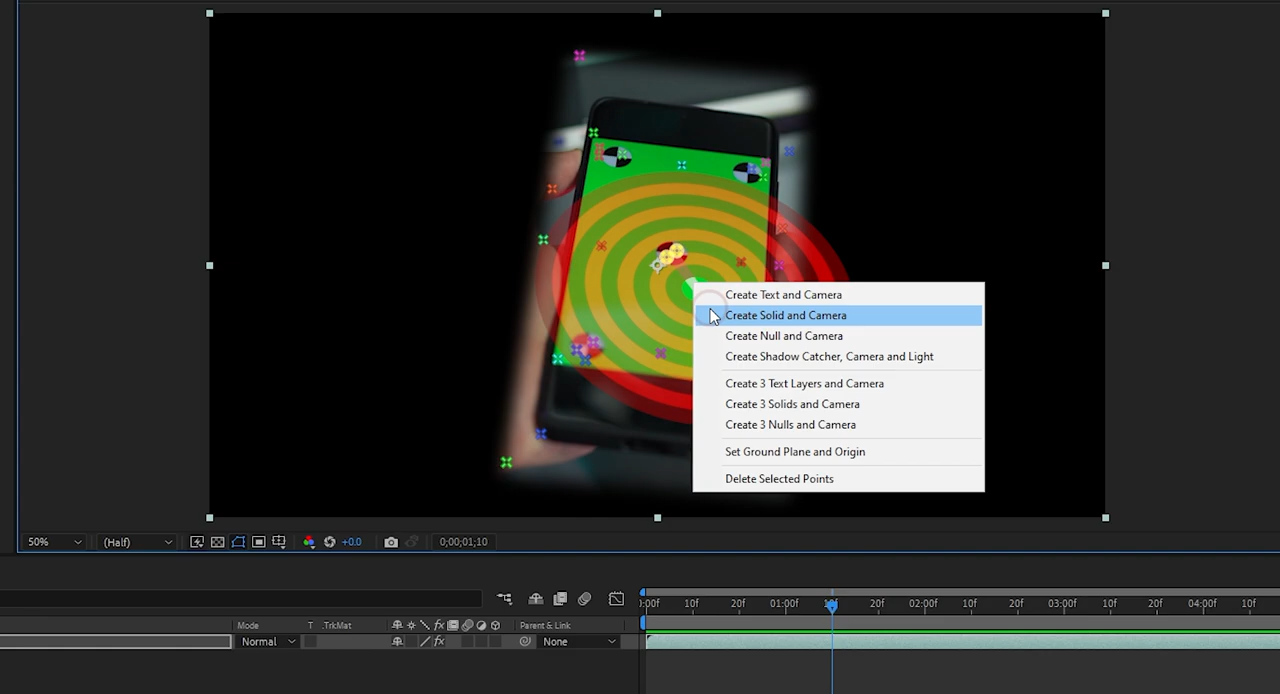 Create Text and Camera
Create Solid and Camera
Create Null and Camera
Create Shadow Catcher, Camera and Light
Create 3 Text Layers and Camera
Create 3 Solids and Camera
Create 3 Nulls and Camera
Set Ground Plane and Origin
Delete Selected Points
50% (Half) +0.0 0;00;01;10
:00f 10f 20f 01:00f 20f 02:00f 10f 20f 03:00f 10f 20f 04:00f 10f
Mode T .TrkMat fx Parent & Link
Normal fx None